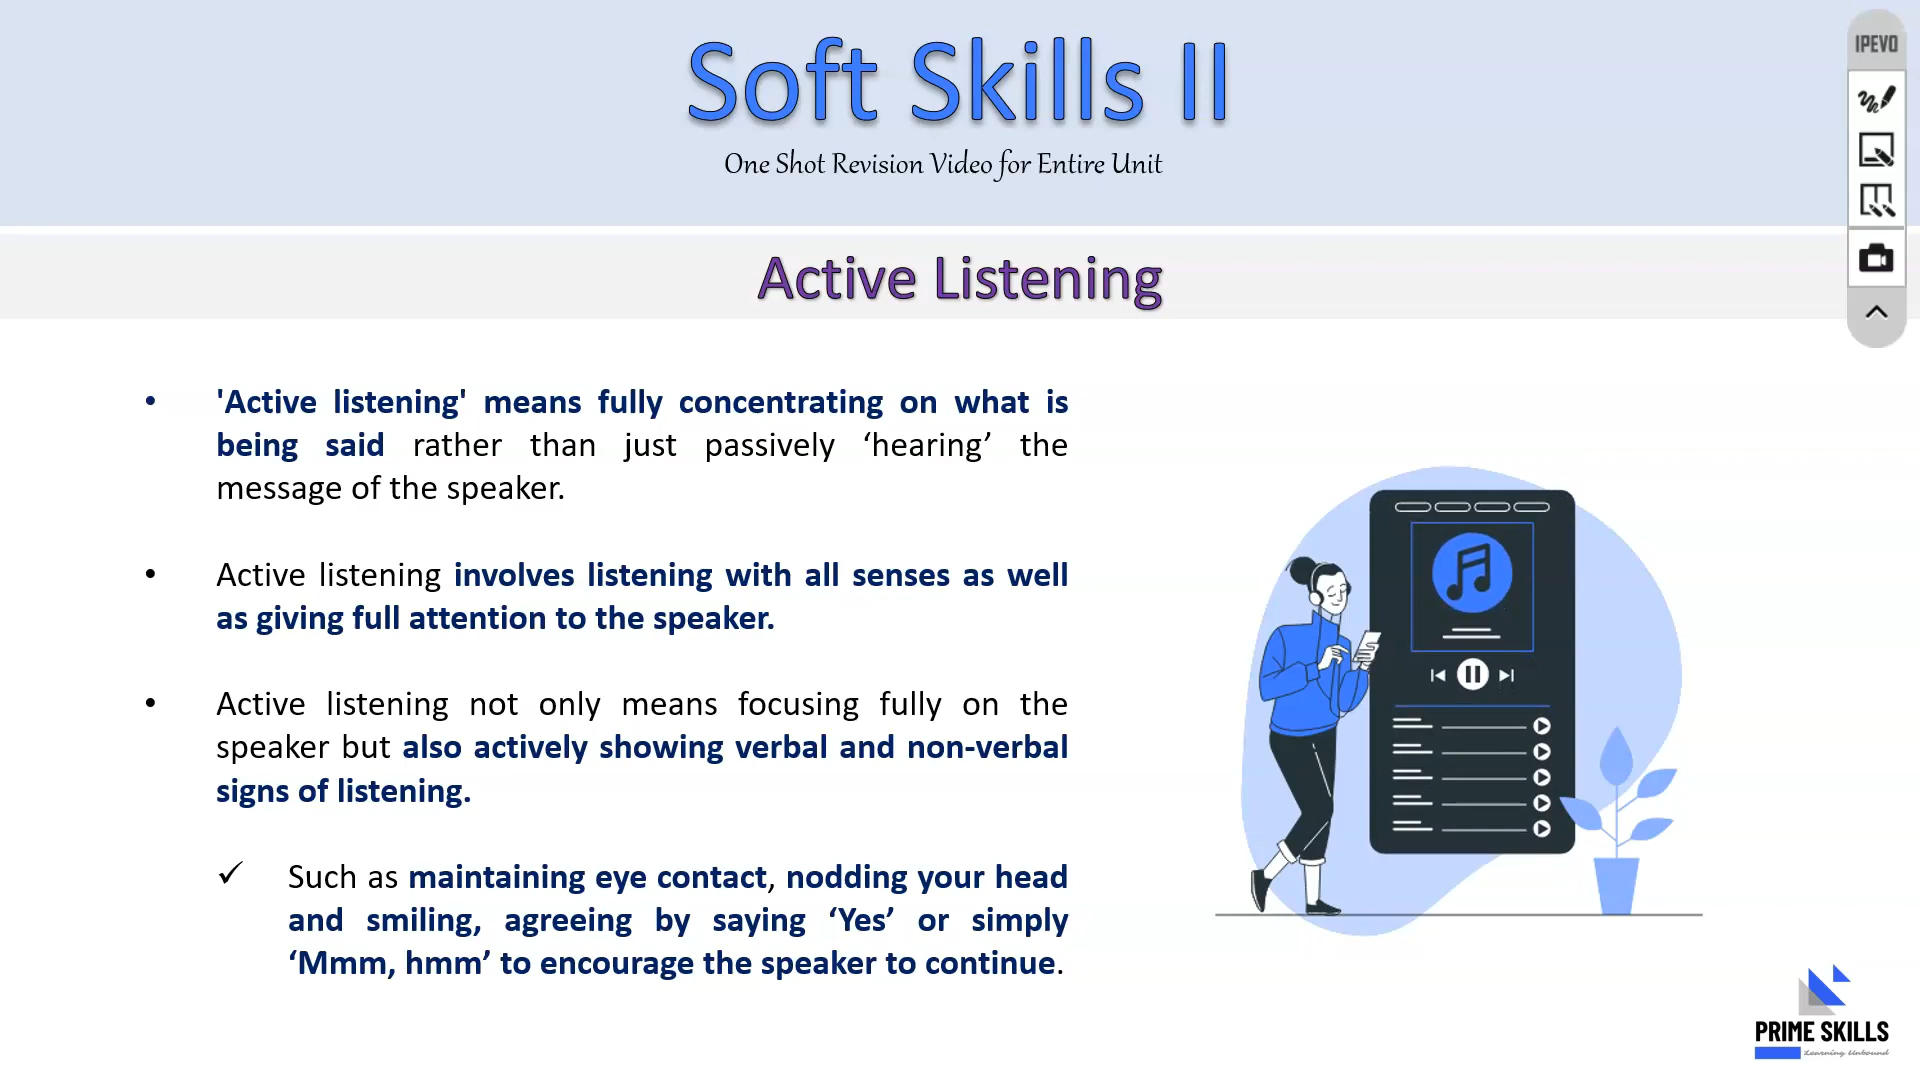 Soft Skills II
One Shot Revision Video for Entire Unit
IPEVO
Active Listening
• 'Active listening' means fully concentrating on what is
being said rather than just passively ‘hearing’ the
message of the speaker.
• Active listening involves listening with all senses as well
as giving full attention to the speaker.
• Active listening not only means focusing fully on the
speaker but also actively showing verbal and non-verbal
signs of listening.
✓ Such as maintaining eye contact, nodding your head
and smiling, agreeing by saying ‘Yes’ or simply
‘Mmm, hmm’ to encourage the speaker to continue.
PRIME SKILLS
Learning Unbound